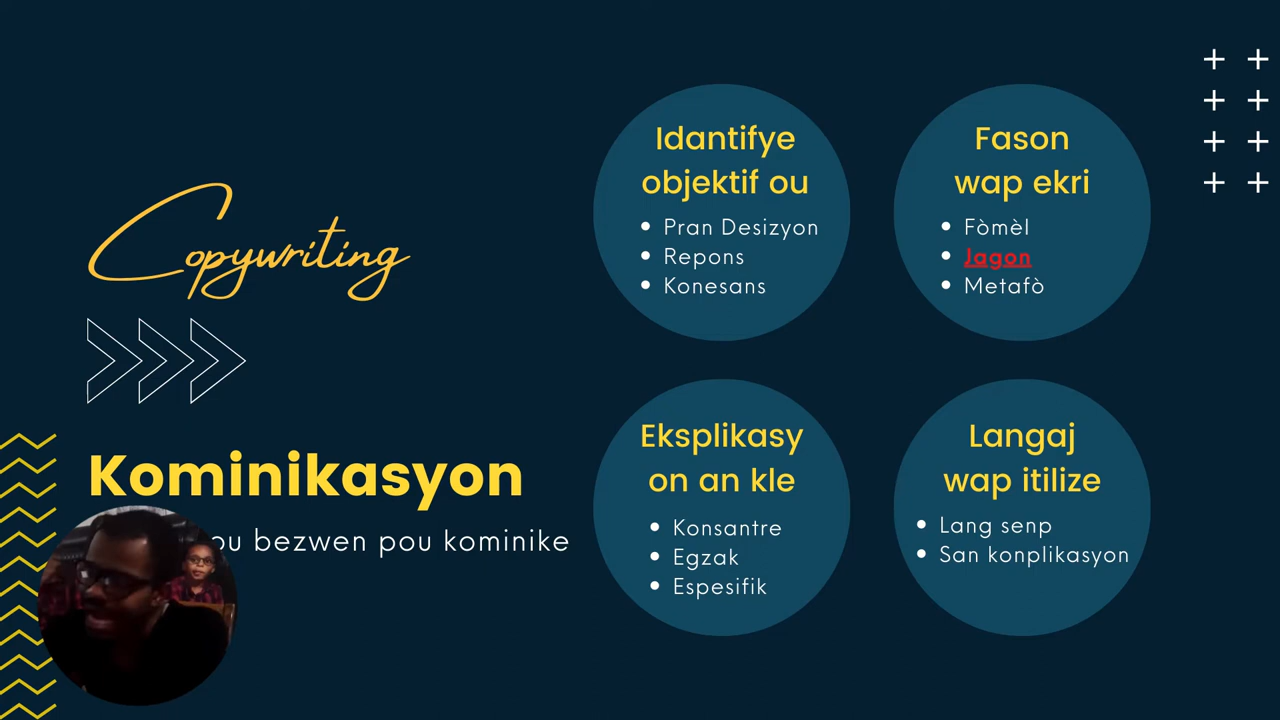 Copywriting
Kominikasyon
ou bezwen pou kominike
Idantifye
objektif ou
Pran Desizyon
Repons
Konesans
Fason
wap ekri
Fòmèl
Jagon
Metafò
Eksplikasy
on an kle
Konsantre
Egzak
Espesifik
Langaj
wap itilize
Lang senp
San konplikasyon